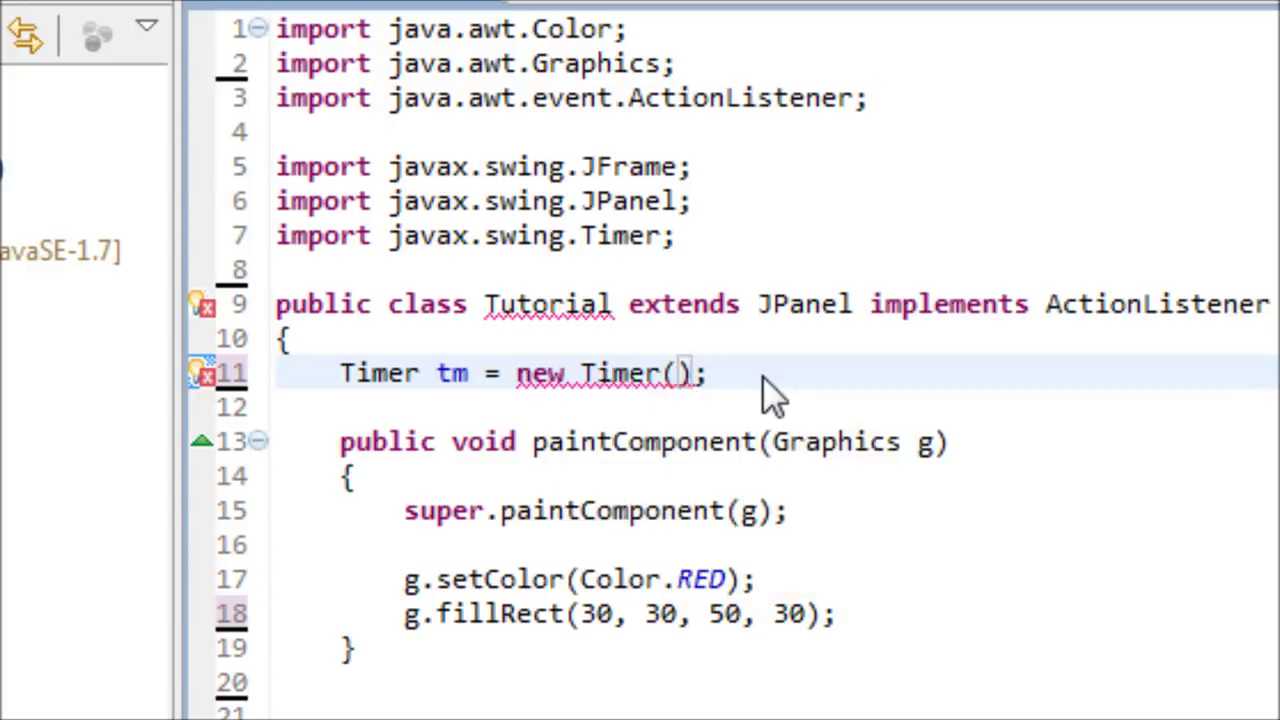 1 import java.awt.Color;
2 import java.awt.Graphics;
3 import java.awt.event.ActionListener;
4
5 import javax.swing.JFrame;
6 import javax.swing.JPanel;
7 import javax.swing.Timer;
8
avaSE-1.7]
9 public class Tutorial extends JPanel implements ActionListener
10 {
11 Timer tm = new Timer();
12
13 public void paintComponent(Graphics g)
14 {
15 super.paintComponent(g);
16
17 g.setColor(Color.RED);
18 g.fillRect(30, 30, 50, 30);
19 }
20
21